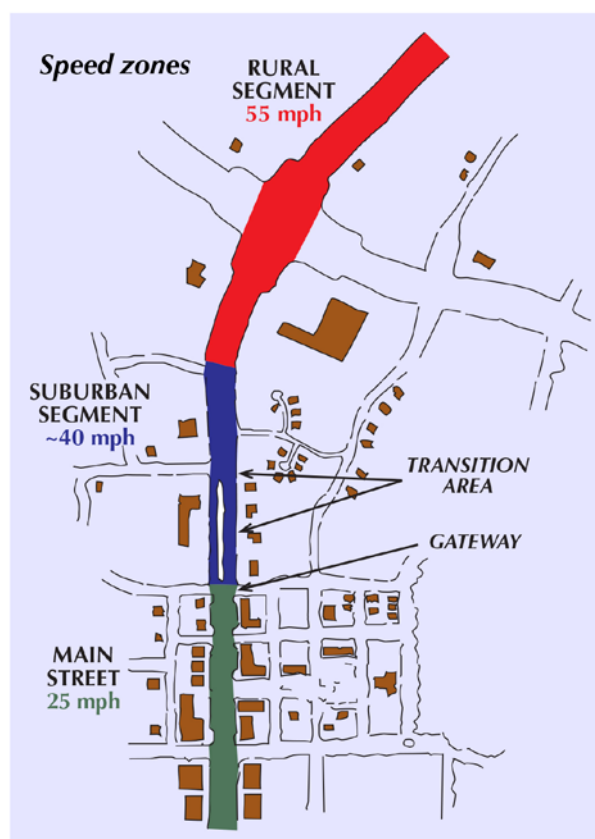 Speed zones
RURAL
SEGMENT
55 mph
SUBURBAN
SEGMENT
~40 mph
TRANSITION
AREA
GATEWAY
MAIN
STREET
25 mph